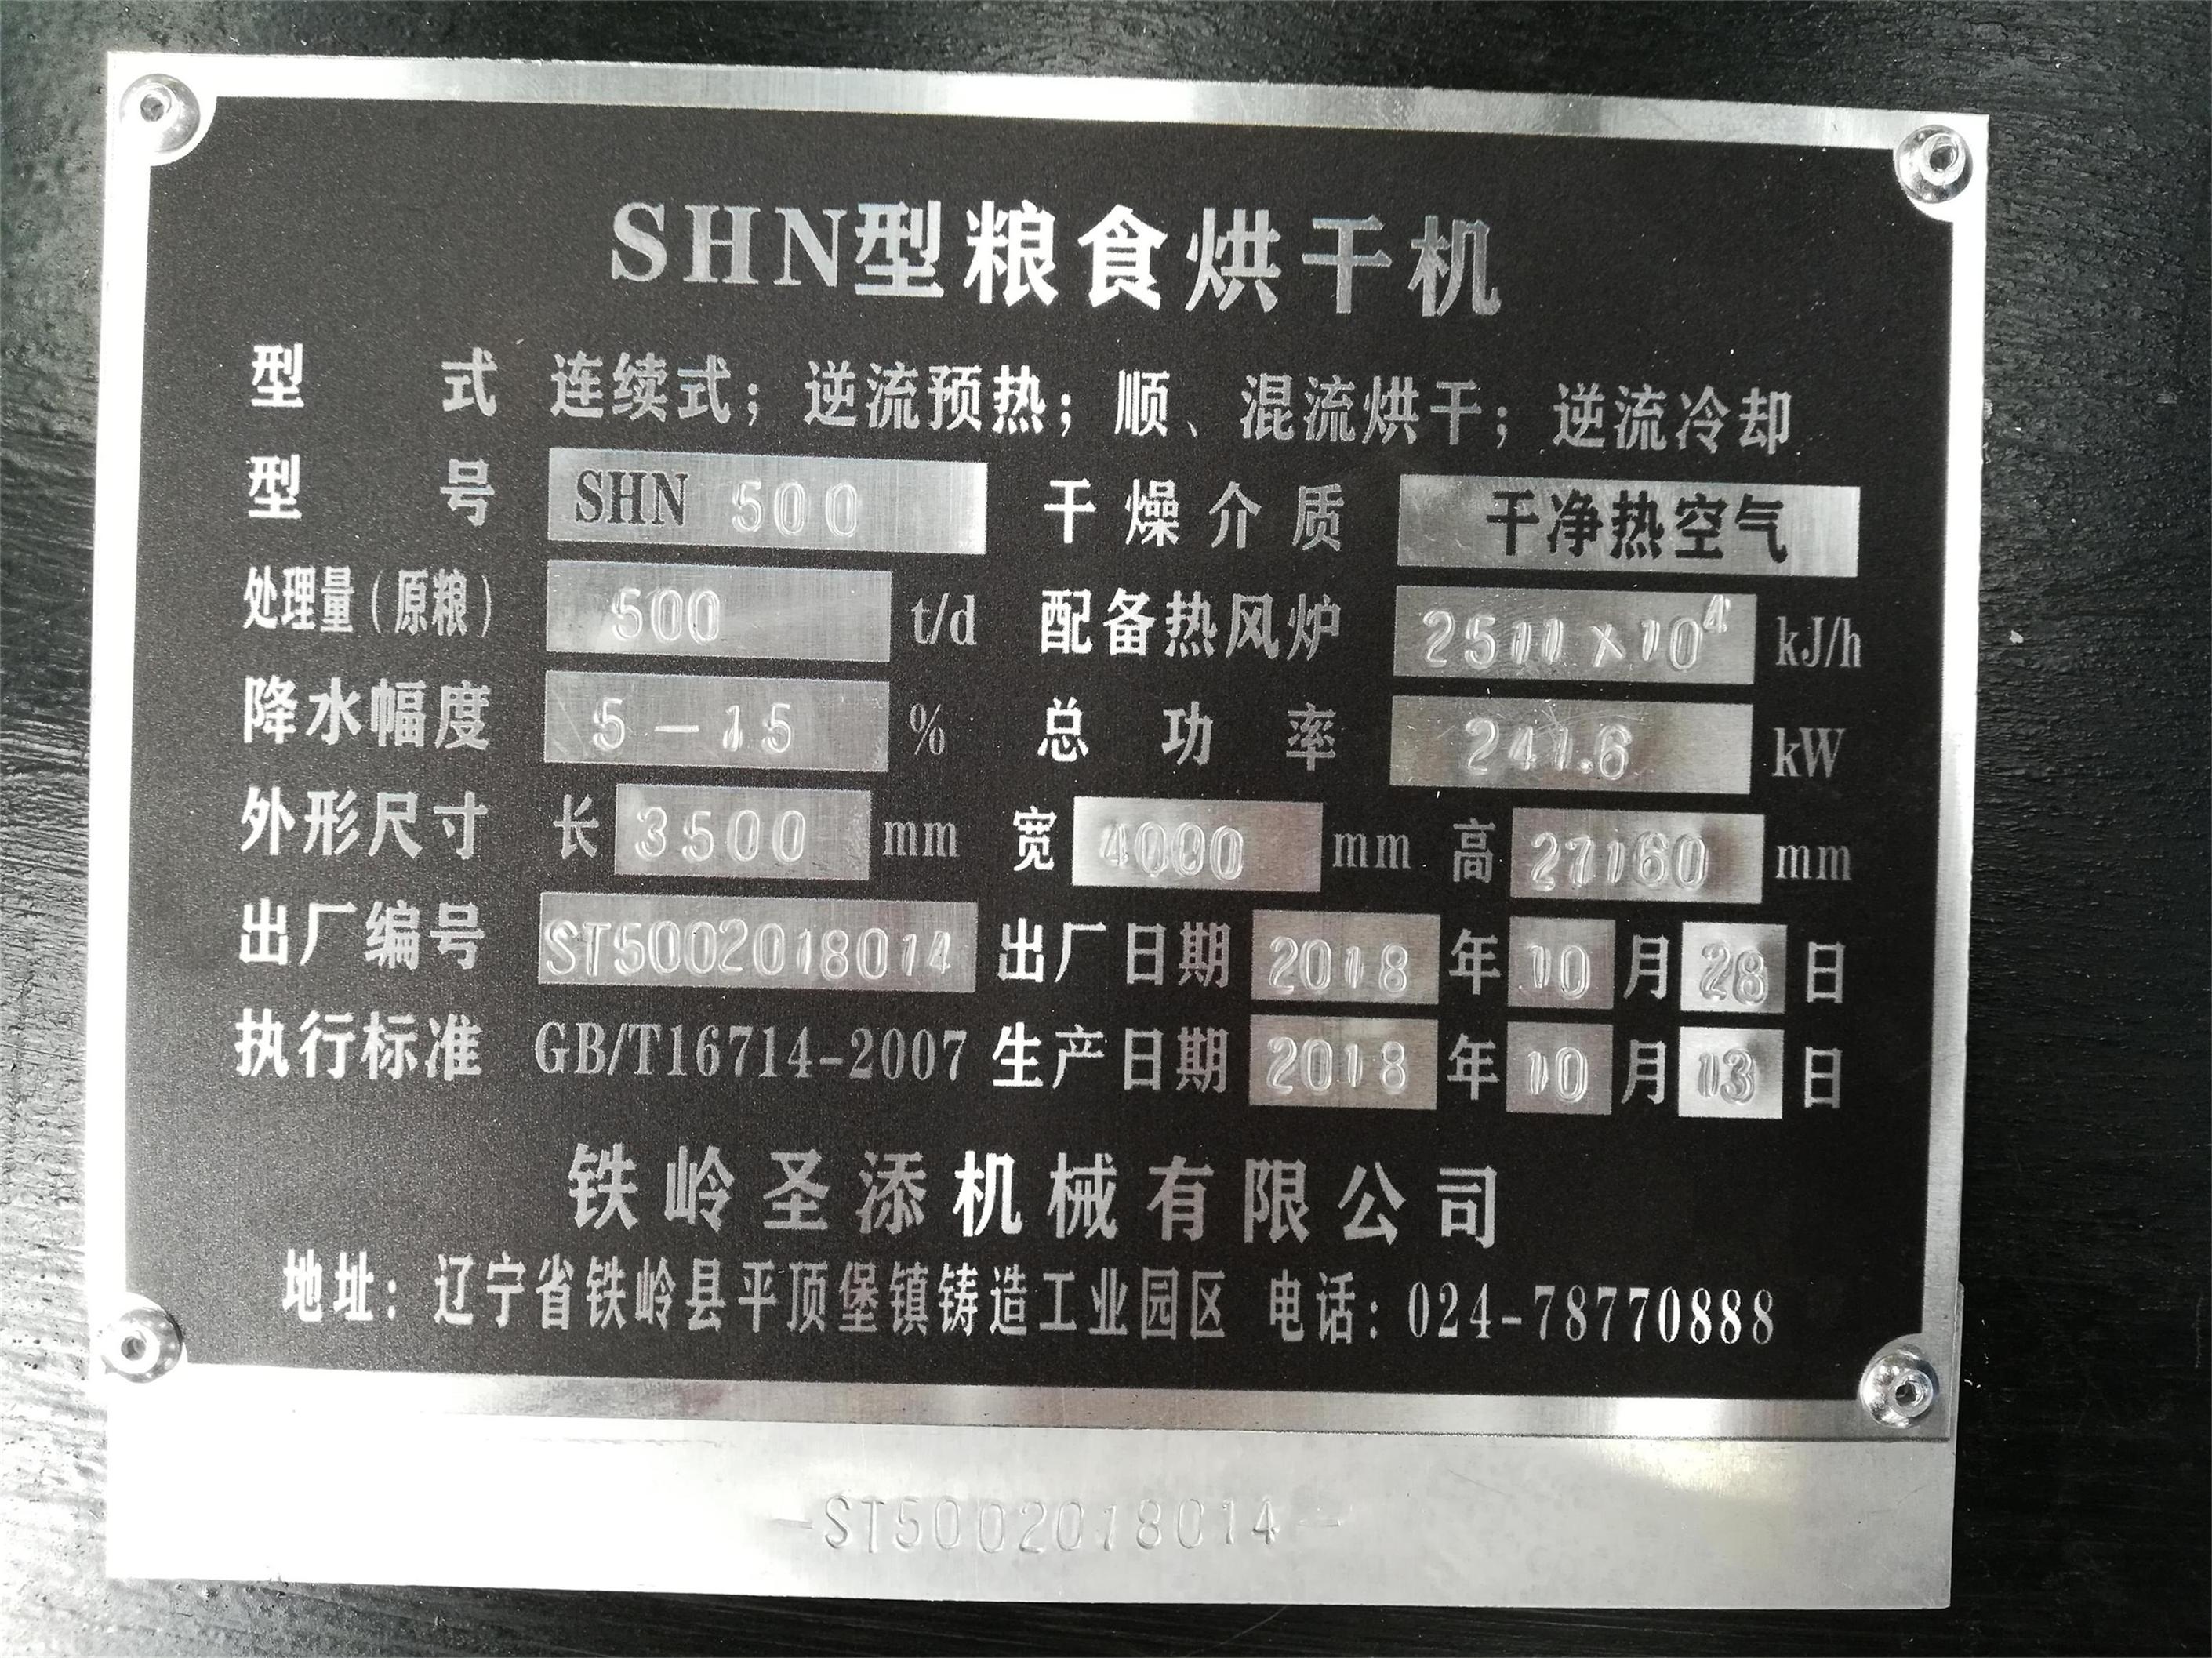 SHN型粮食烘干机
型 式 连续式；逆流预热；顺、混流烘干；逆流冷却
型 号 SHN 500 干燥介质 干净热空气
处理量(原粮) 500 t/d 配备热风炉 2511×10⁴ kJ/h
降水幅度 5-15 % 总功率 241.6 kW
外形尺寸 长 3500 mm 宽 4000 mm 高 27160 mm
出厂编号 ST5002018014 出厂日期 2018 年 10 月 28 日
执行标准 GB/T16714-2007 生产日期 2018 年 10 月 13 日
铁岭圣添机械有限公司
地址：辽宁省铁岭县平顶堡镇铸造工业园区 电话：024-78770888
-ST5002018014-